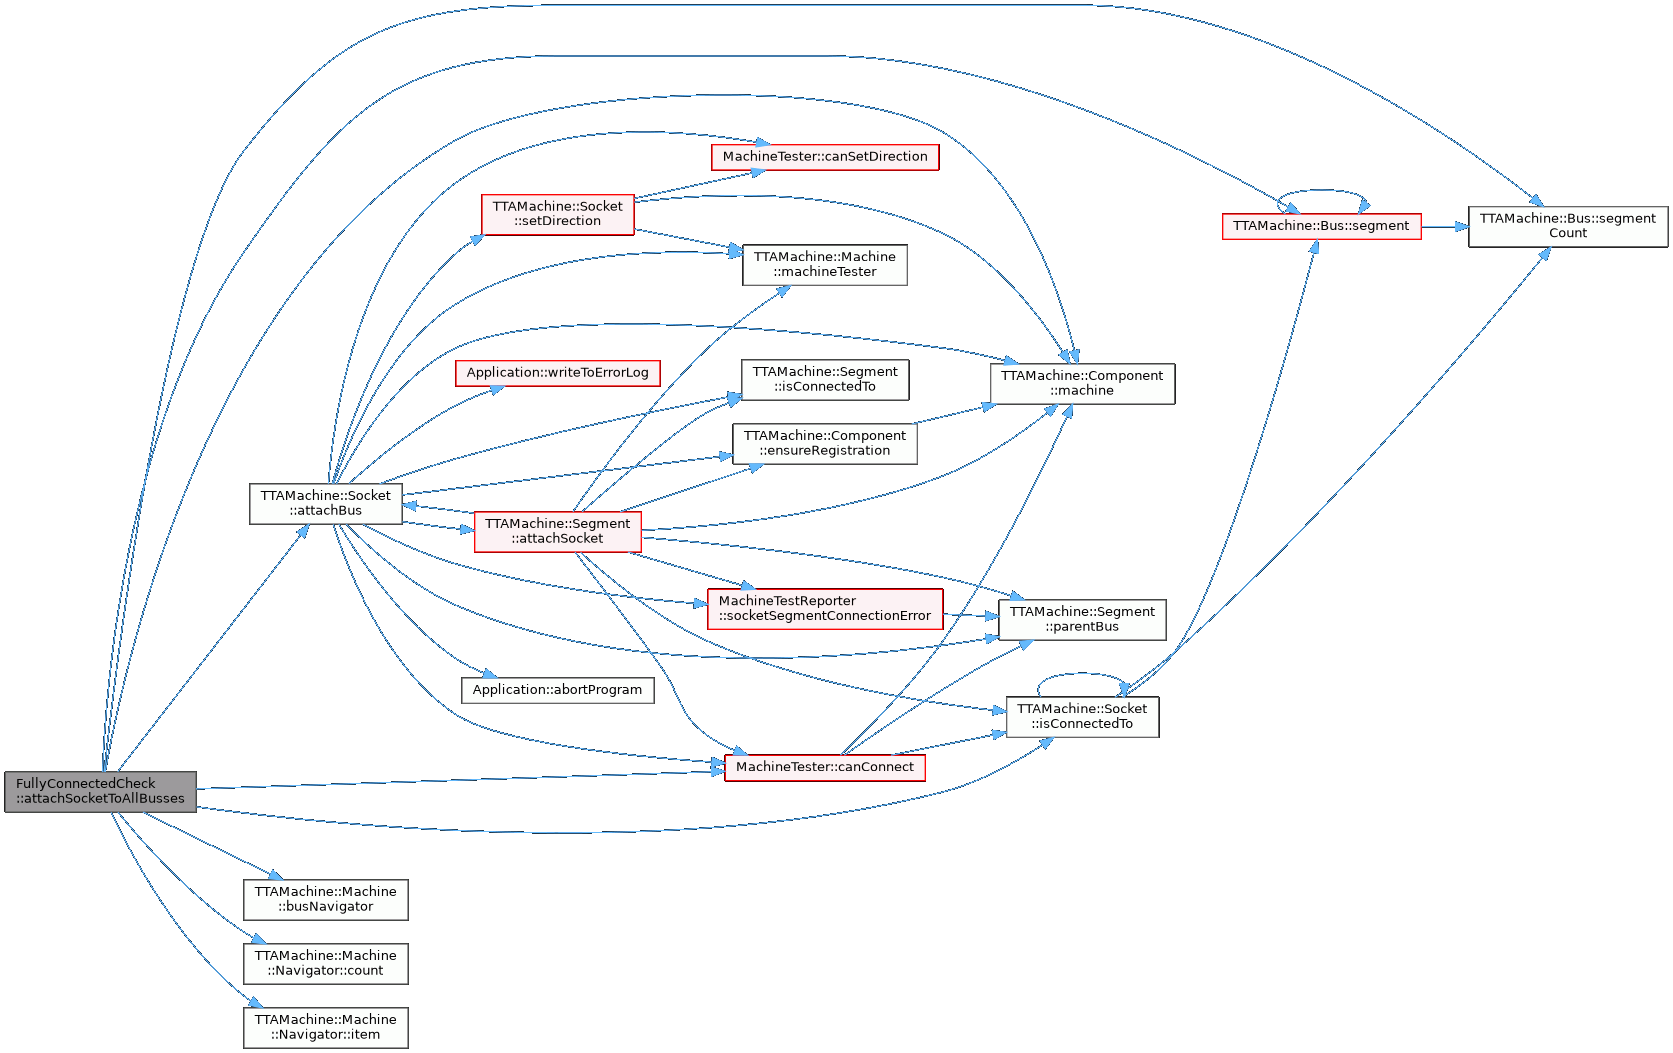 MachineTester::canSetDirection
TTAMachine::Socket
::setDirection
TTAMachine::Bus::segment
TTAMachine::Bus::segment
Count
TTAMachine::Machine
::machineTester
Application::writeToErrorLog
TTAMachine::Segment
::isConnectedTo
TTAMachine::Component
::machine
TTAMachine::Component
::ensureRegistration
TTAMachine::Socket
::attachBus
TTAMachine::Segment
::attachSocket
MachineTestReporter
::socketSegmentConnectionError
TTAMachine::Segment
::parentBus
Application::abortProgram
TTAMachine::Socket
::isConnectedTo
MachineTester::canConnect
FullyConnectedCheck
::attachSocketToAllBusses
TTAMachine::Machine
::busNavigator
TTAMachine::Machine
::Navigator::count
TTAMachine::Machine
::Navigator::item